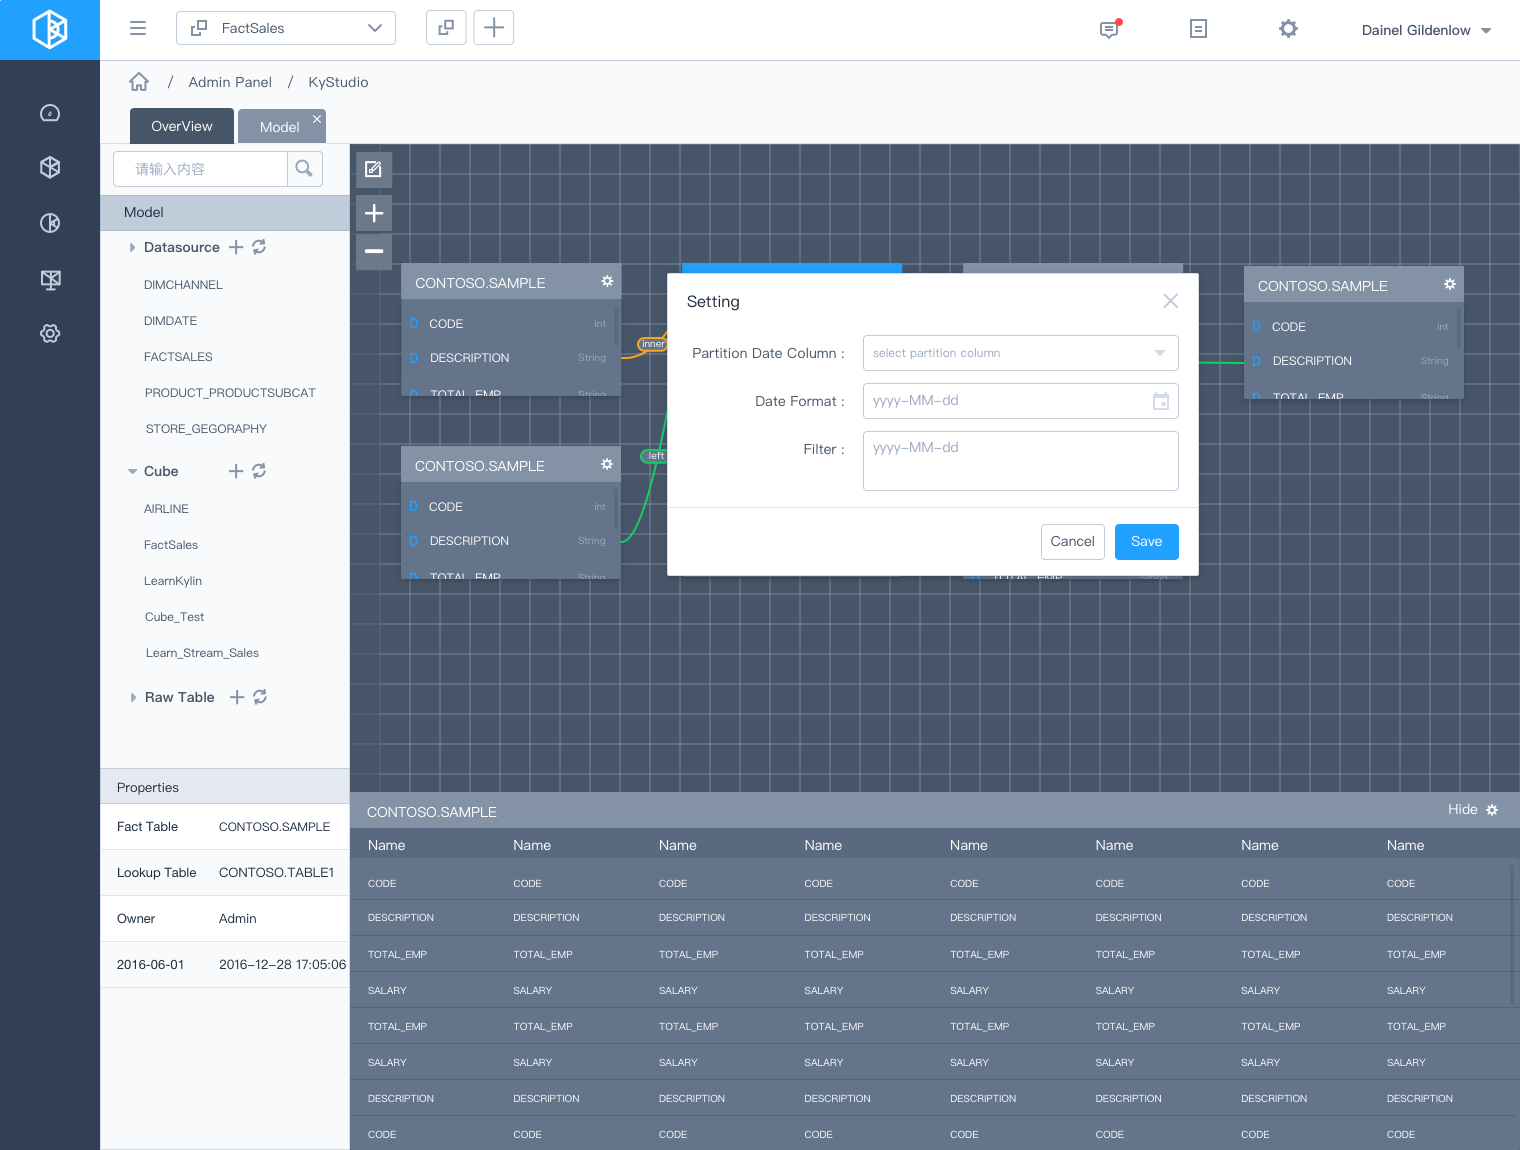 FactSales
Dainel Gildenlow
/ Admin Panel / KyStudio
OverView
Model
请输入内容
Model
Datasource
DIMCHANNEL
DIMDATE
FACTSALES
PRODUCT_PRODUCTSUBCAT
STORE_GEGORAPHY
Cube
AIRLINE
FactSales
LearnKylin
Cube_Test
Learn_Stream_Sales
Raw Table
Properties
Fact Table CONTOSO.SAMPLE
Lookup Table CONTOSO.TABLE1
Owner Admin
2016-06-01 2016-12-28 17:05:06
CONTOSO.SAMPLE
D CODE int
D DESCRIPTION String
D TOTAL_EMP String
inner
CONTOSO.SAMPLE
D CODE int
D DESCRIPTION String
D TOTAL_EMP String
left
Setting
Partition Date Column : select partition column
Date Format : yyyy-MM-dd
Filter : yyyy-MM-dd
Cancel Save
TOTAL_EMP String
CONTOSO.SAMPLE
D CODE int
D DESCRIPTION String
D TOTAL_EMP String
CONTOSO.SAMPLE Hide
Name Name Name Name Name Name Name Name
CODE CODE CODE CODE CODE CODE CODE CODE
DESCRIPTION DESCRIPTION DESCRIPTION DESCRIPTION DESCRIPTION DESCRIPTION DESCRIPTION DESCRIPTION
TOTAL_EMP TOTAL_EMP TOTAL_EMP TOTAL_EMP TOTAL_EMP TOTAL_EMP TOTAL_EMP TOTAL_EMP
SALARY SALARY SALARY SALARY SALARY SALARY SALARY SALARY
TOTAL_EMP TOTAL_EMP TOTAL_EMP TOTAL_EMP TOTAL_EMP TOTAL_EMP TOTAL_EMP TOTAL_EMP
SALARY SALARY SALARY SALARY SALARY SALARY SALARY SALARY
DESCRIPTION DESCRIPTION DESCRIPTION DESCRIPTION DESCRIPTION DESCRIPTION DESCRIPTION DESCRIPTION
CODE CODE CODE CODE CODE CODE CODE CODE